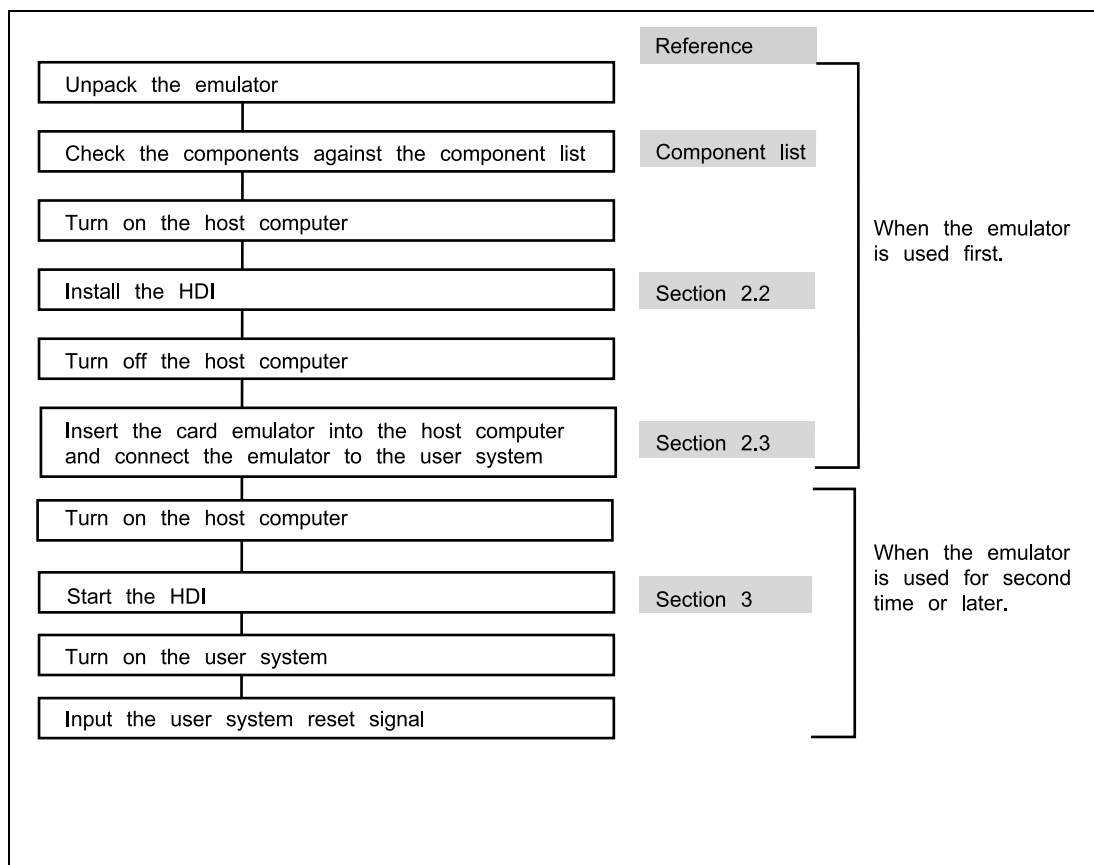 Reference
Unpack the emulator
Check the components against the component list
Component list
Turn on the host computer
When the emulator
is used first.
Install the HDI
Section 2.2
Turn off the host computer
Insert the card emulator into the host computer
and connect the emulator to the user system
Section 2.3
Turn on the host computer
When the emulator
is used for second
time or later.
Start the HDI
Section 3
Turn on the user system
Input the user system reset signal